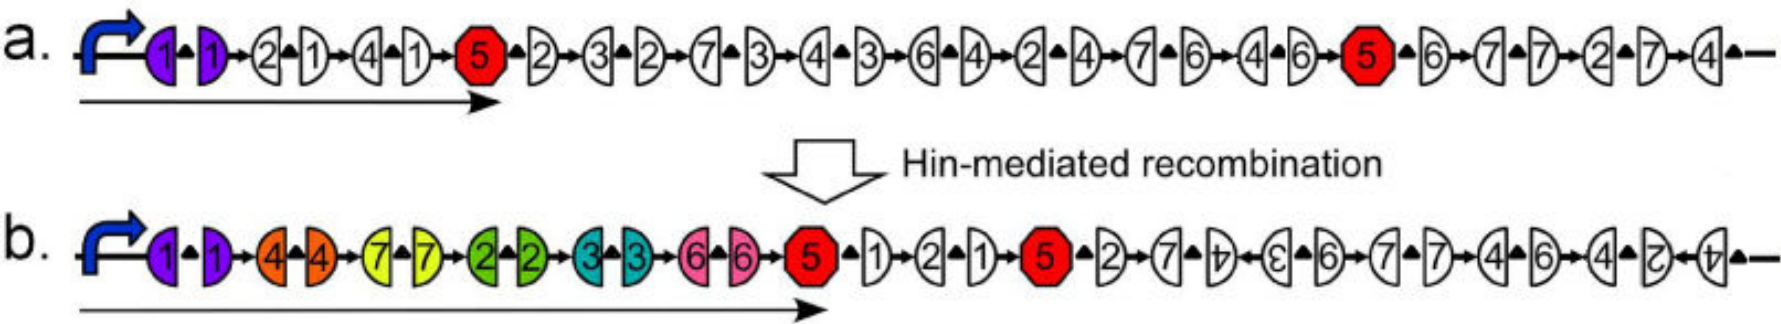 a. 1 1 2 1 4 1 5 2 3 2 7 3 4 3 6 4 2 4 7 6 4 6 5 6 7 7 2 7 4
Hin-mediated recombination
b. 1 1 4 4 7 7 2 2 3 3 6 6 5 1 2 1 5 2 7 4 3 6 7 7 4 6 4 2 4